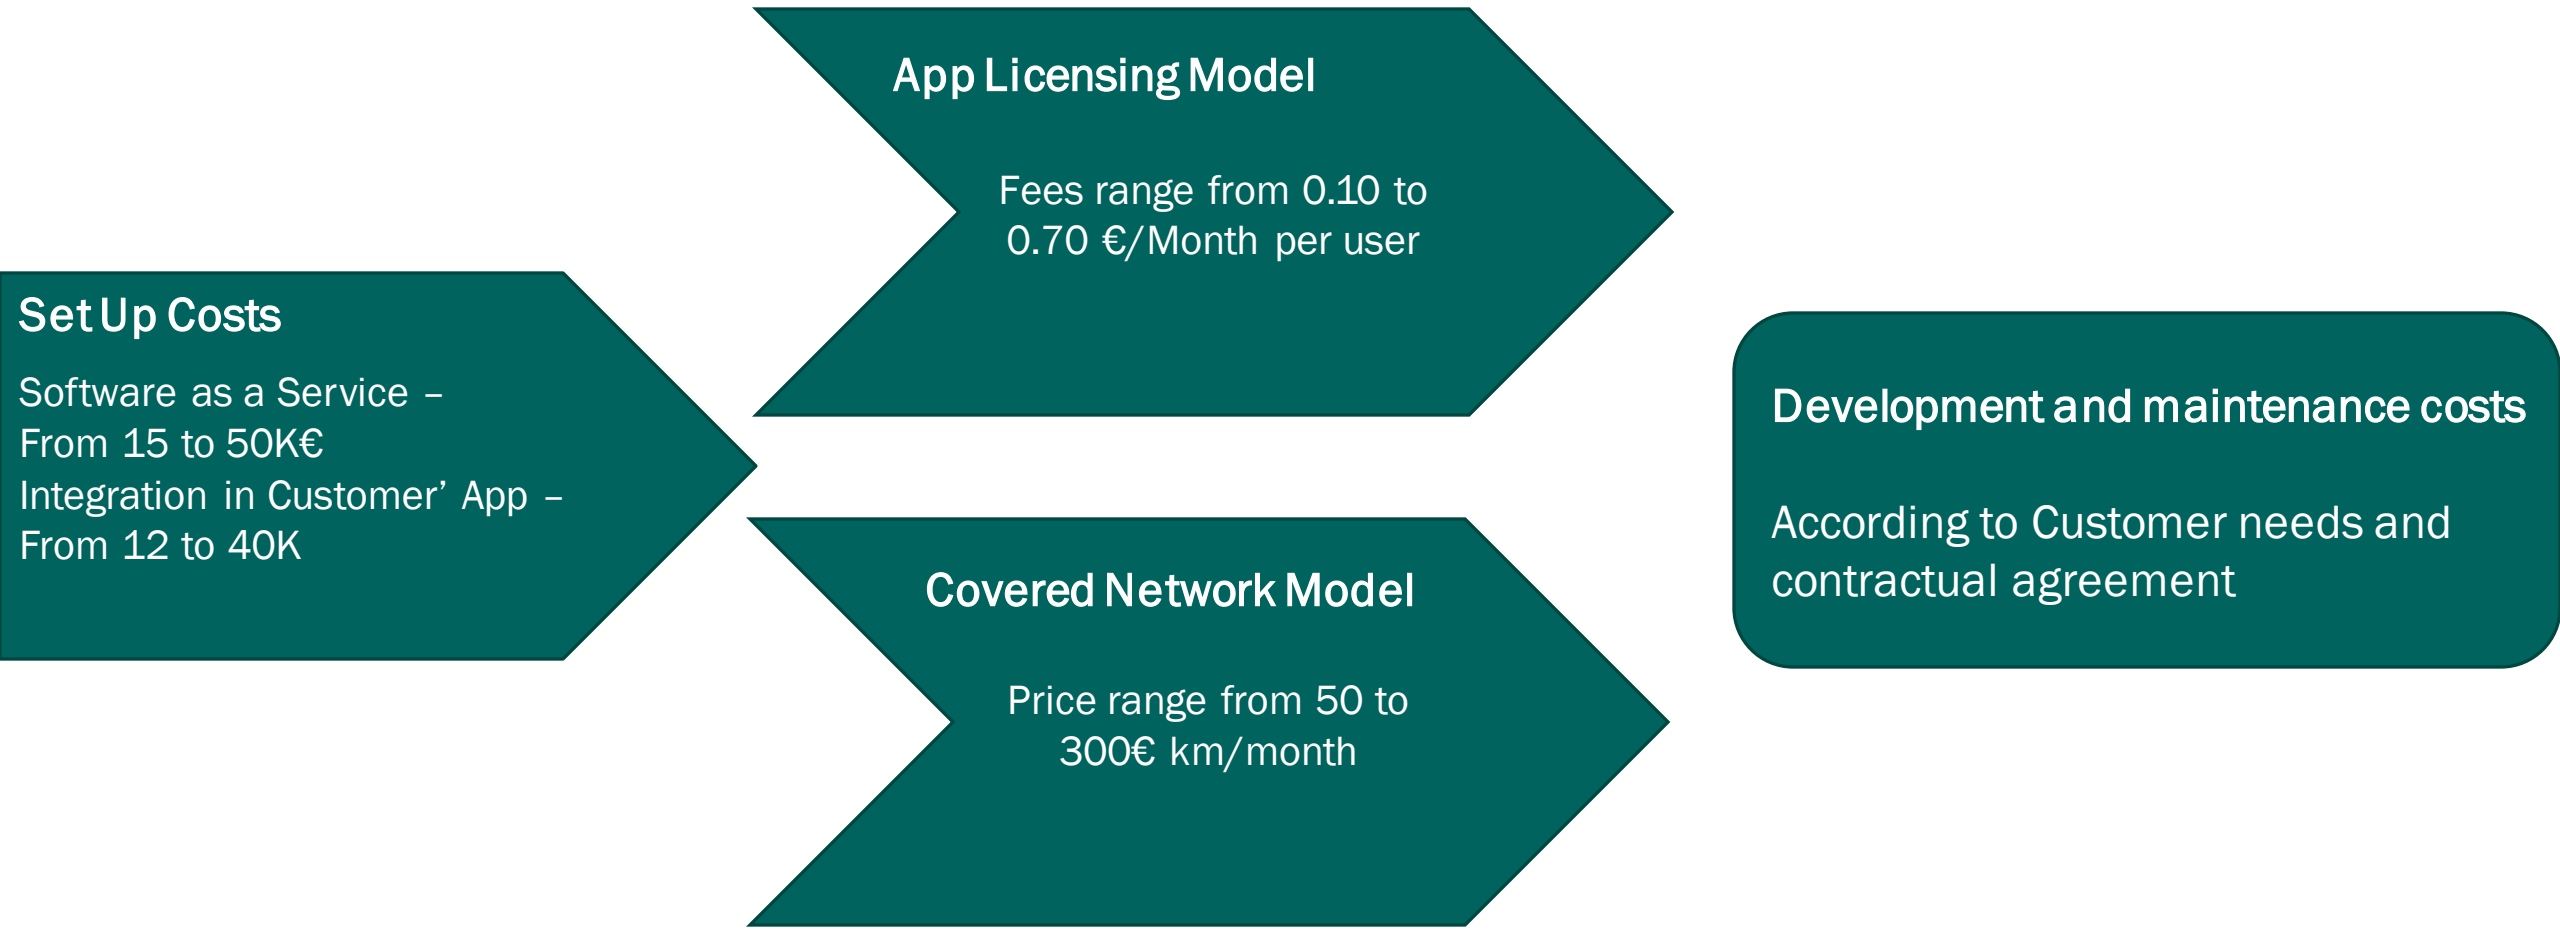 Set Up Costs
Software as a Service –
From 15 to 50K€
Integration in Customer’ App –
From 12 to 40K
App Licensing Model
Fees range from 0.10 to
0.70 €/Month per user
Covered Network Model
Price range from 50 to
300€ km/month
Development and maintenance costs
According to Customer needs and
contractual agreement